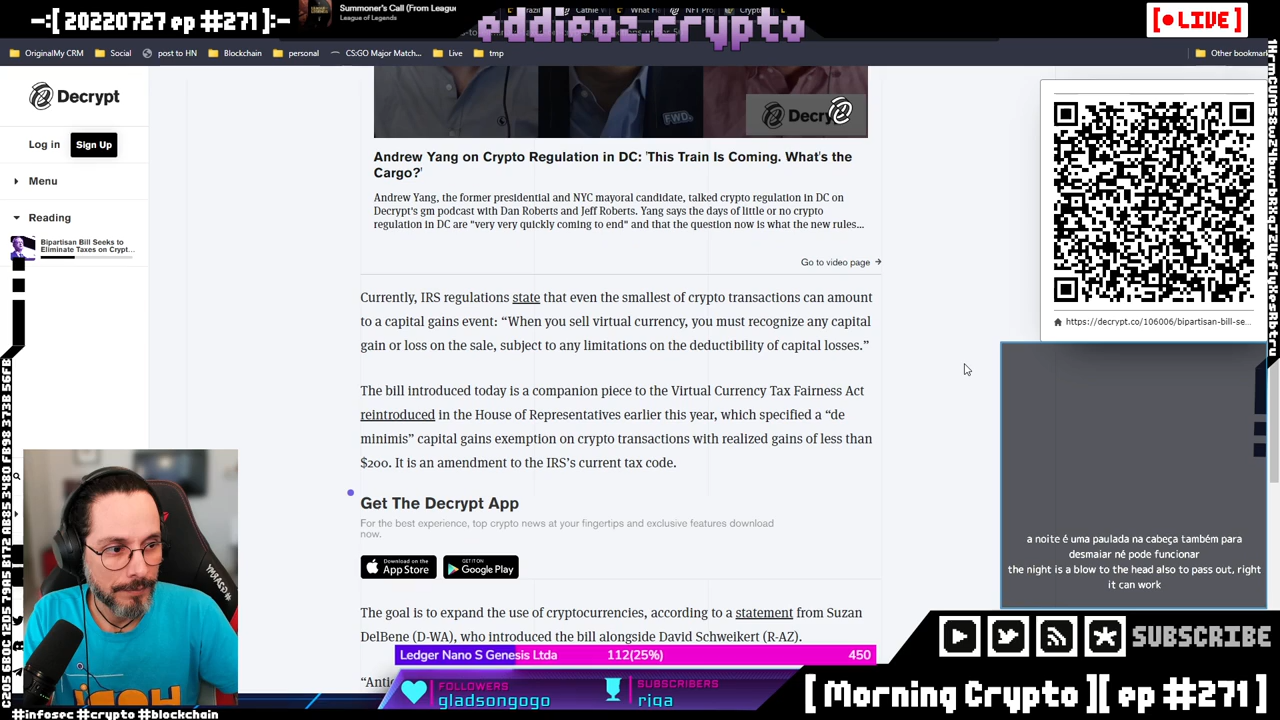 -:[ 20220727 ep #271]:-
Summoner's Call (From Leagu
League of Legends
eddieoz.crypto
[● LIVE]
OriginalMy CRM
Social
post to HN
Blockchain
personal
CS:GO Major Match...
Live
tmp
Other bookmar
Decrypt
Log in
Sign Up
Menu
Reading
Bipartisan Bill Seeks to
Eliminate Taxes on Crypt...
FWD.
Decry
Andrew Yang on Crypto Regulation in DC: 'This Train Is Coming. What's the
Cargo?'
Andrew Yang, the former presidential and NYC mayoral candidate, talked crypto regulation in DC on
Decrypt's gm podcast with Dan Roberts and Jeff Roberts. Yang says the days of little or no crypto
regulation in DC are "very very quickly coming to end" and that the question now is what the new rules...
Go to video page →
Currently, IRS regulations state that even the smallest of crypto transactions can amount
to a capital gains event: “When you sell virtual currency, you must recognize any capital
gain or loss on the sale, subject to any limitations on the deductibility of capital losses.”
The bill introduced today is a companion piece to the Virtual Currency Tax Fairness Act
reintroduced in the House of Representatives earlier this year, which specified a “de
minimis” capital gains exemption on crypto transactions with realized gains of less than
$200. It is an amendment to the IRS’s current tax code.
Get The Decrypt App
For the best experience, top crypto news at your fingertips and exclusive features download
now.
Download on the
App Store
GET IT ON
Google Play
The goal is to expand the use of cryptocurrencies, according to a statement from Suzan
DelBene (D-WA), who introduced the bill alongside David Schweikert (R-AZ).
“Antic
https://decrypt.co/106006/bipartisan-bill-se...
a noite é uma paulada na cabeça também para
desmaiar né pode funcionar
the night is a blow to the head also to pass out, right
it can work
Ledger Nano S Genesis Ltda 112(25%) 450
FOLLOWERS
gladsongogo
SUBSCRIBERS
riga
SUBSCRIBE
[ Morning Crypto ][ ep #271]
#infosec #crypto #blockchain